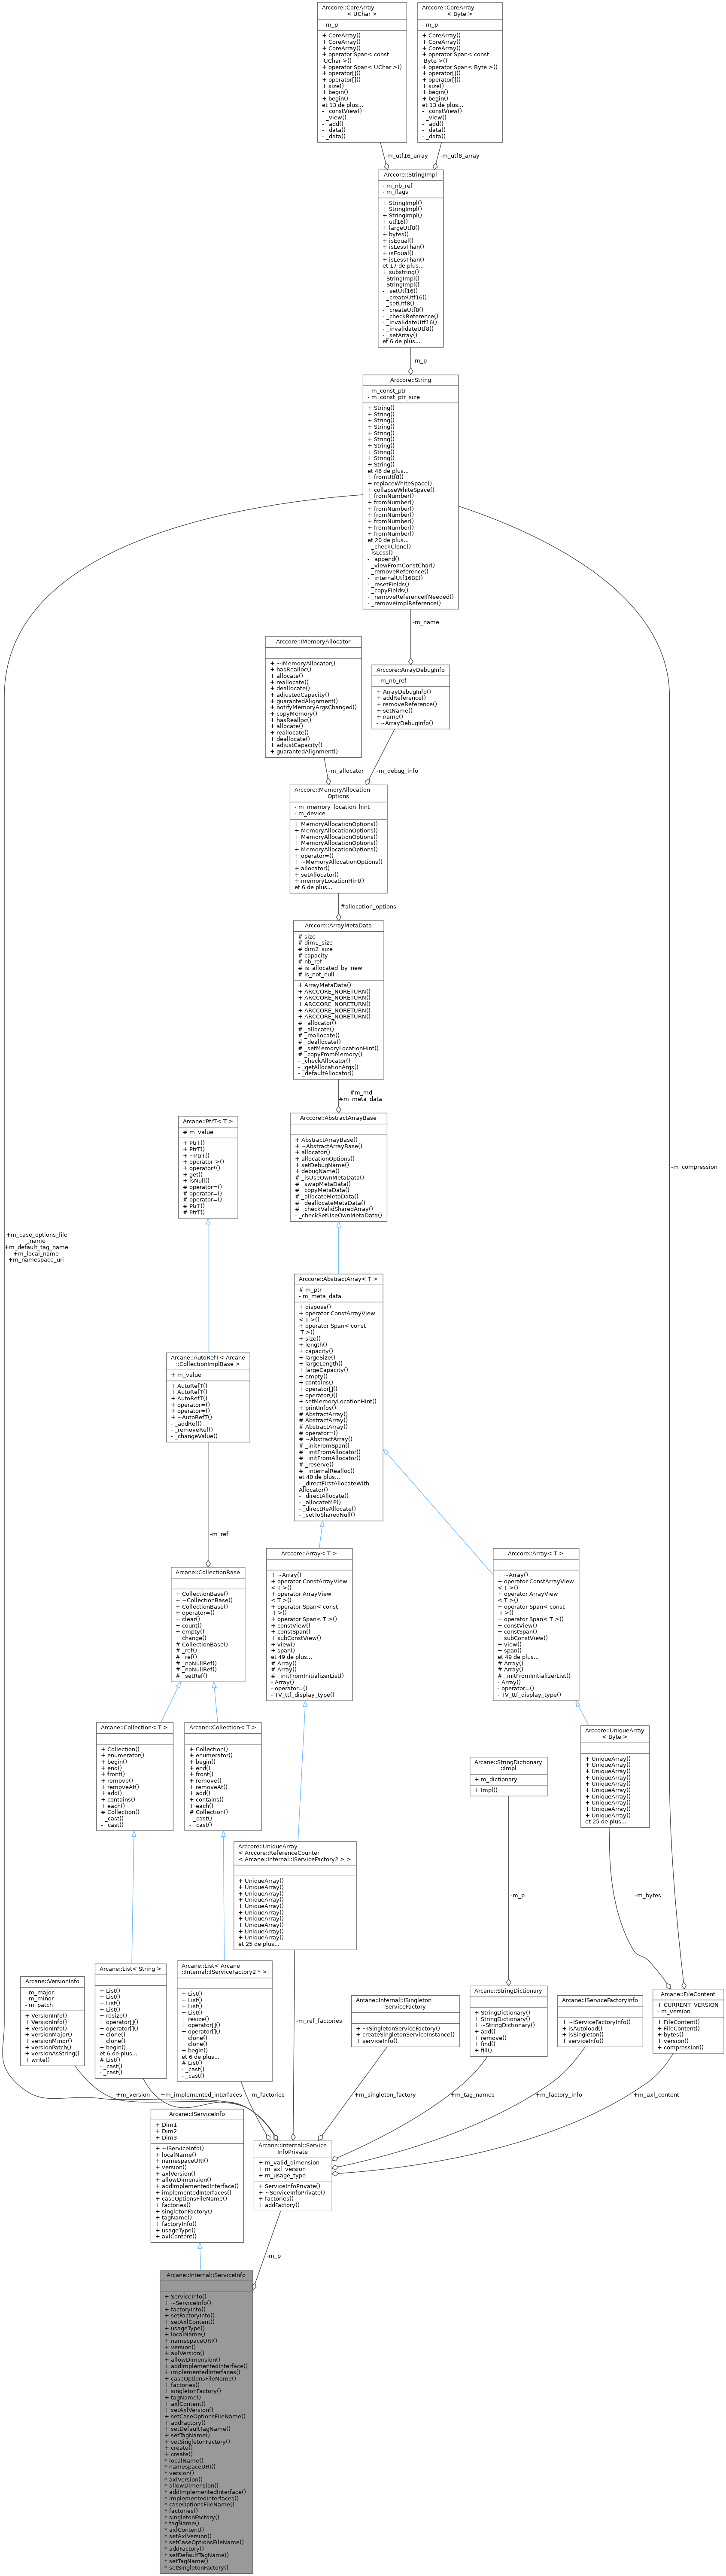 Arccore::CoreArray
< UChar >
- m_p
+ CoreArray()
+ CoreArray()
+ CoreArray()
+ operator Span< const
UChar >()
+ operator Span< UChar >()
+ operator[]()
+ operator[]()
+ size()
+ begin()
+ begin()
et 13 de plus...
- _constView()
- _view()
- _add()
- _data()
- _data()
Arccore::CoreArray
< Byte >
- m_p
+ CoreArray()
+ CoreArray()
+ CoreArray()
+ operator Span< const
Byte >()
+ operator Span< Byte >()
+ operator[]()
+ operator[]()
+ size()
+ begin()
+ begin()
et 13 de plus...
- _constView()
- _view()
- _add()
- _data()
- _data()
-m_utf16_array
-m_utf8_array
Arccore::StringImpl
- m_nb_ref
- m_flags
+ StringImpl()
+ StringImpl()
+ StringImpl()
+ utf16()
+ largeUtf8()
+ bytes()
+ isEqual()
+ isLessThan()
+ isEqual()
+ isLessThan()
et 17 de plus...
+ substring()
- StringImpl()
- StringImpl()
- _setUtf16()
- _createUtf16()
- _setUtf8()
- _createUtf8()
- _checkReference()
- _invalidateUtf16()
- _invalidateUtf8()
- _setArray()
et 6 de plus...
-m_p
Arccore::String
- m_const_ptr
- m_const_ptr_size
+ String()
+ String()
+ String()
+ String()
+ String()
+ String()
+ String()
+ String()
+ String()
+ String()
et 46 de plus...
+ fromUtf8()
+ replaceWhiteSpace()
+ collapseWhiteSpace()
+ fromNumber()
+ fromNumber()
+ fromNumber()
+ fromNumber()
+ fromNumber()
+ fromNumber()
+ fromNumber()
et 20 de plus...
- _checkClone()
- isLess()
- _append()
- _viewFromConstChar()
- _removeReference()
- _internalUtf16BE()
- _resetFields()
- _copyFields()
- _removeReferenceIfNeeded()
- _removeImplReference()
-m_name
Arccore::IMemoryAllocator
+ ~IMemoryAllocator()
+ hasRealloc()
+ allocate()
+ reallocate()
+ deallocate()
+ adjustedCapacity()
+ guarantedAlignment()
+ notifyMemoryArgsChanged()
+ copyMemory()
+ hasRealloc()
+ allocate()
+ reallocate()
+ deallocate()
+ adjustCapacity()
+ guarantedAlignment()
Arccore::ArrayDebugInfo
- m_nb_ref
+ ArrayDebugInfo()
+ addReference()
+ removeReference()
+ setName()
+ name()
- ~ArrayDebugInfo()
-m_allocator
-m_debug_info
Arccore::MemoryAllocation
Options
- m_memory_location_hint
- m_device
+ MemoryAllocationOptions()
+ MemoryAllocationOptions()
+ MemoryAllocationOptions()
+ MemoryAllocationOptions()
+ MemoryAllocationOptions()
+ operator=()
+ ~MemoryAllocationOptions()
+ allocator()
+ setAllocator()
+ memoryLocationHint()
et 6 de plus...
#allocation_options
Arccore::ArrayMetaData
# size
# dim1_size
# dim2_size
# capacity
# nb_ref
# is_allocated_by_new
# is_not_null
+ ArrayMetaData()
+ ARCCORE_NORETURN()
+ ARCCORE_NORETURN()
+ ARCCORE_NORETURN()
+ ARCCORE_NORETURN()
+ ARCCORE_NORETURN()
# _allocator()
# _allocate()
# _reallocate()
# _deallocate()
# _setMemoryLocationHint()
# _copyFromMemory()
- _checkAllocator()
- _getAllocationArgs()
- _defaultAllocator()
#m_md
#m_meta_data
Arccore::AbstractArrayBase
+ AbstractArrayBase()
+ ~AbstractArrayBase()
+ allocator()
+ allocationOptions()
+ setDebugName()
+ debugName()
# _isUseOwnMetaData()
# _swapMetaData()
# _copyMetaData()
# _allocateMetaData()
# _deallocateMetaData()
# _checkValidSharedArray()
- _checkSetUseOwnMetaData()
Arcane::PtrT< T >
# m_value
+ PtrT()
+ PtrT()
+ ~PtrT()
+ operator->()
+ operator*()
+ get()
+ isNull()
# operator=()
# operator=()
# operator=()
# PtrT()
# PtrT()
-m_compression
+m_case_options_file
_name
+m_default_tag_name
+m_local_name
+m_namespace_uri
Arccore::AbstractArray< T >
# m_ptr
- m_meta_data
+ dispose()
+ operator ConstArrayView
< T >()
+ operator Span< const
T >()
+ size()
+ length()
+ capacity()
+ largeSize()
+ largeLength()
+ largeCapacity()
+ empty()
+ contains()
+ operator[]()
+ operator()()
+ setMemoryLocationHint()
+ printInfos()
# AbstractArray()
# AbstractArray()
# AbstractArray()
# operator=()
# ~AbstractArray()
# _initFromSpan()
# _initFromAllocator()
# _initFromAllocator()
# _reserve()
# _internalRealloc()
et 40 de plus...
- _directFirstAllocateWith
Allocator()
- _directAllocate()
- _allocateMP()
- _directReAllocate()
- _setToSharedNull()
Arcane::AutoRefT< Arcane
::CollectionImplBase >
+ m_value
+ AutoRefT()
+ AutoRefT()
+ AutoRefT()
+ operator=()
+ operator=()
+ ~AutoRefT()
- _addRef()
- _removeRef()
- _changeValue()
-m_ref
Arcane::CollectionBase
+ CollectionBase()
+ ~CollectionBase()
+ CollectionBase()
+ operator=()
+ clear()
+ count()
+ empty()
+ change()
# CollectionBase()
# _ref()
# _ref()
# _noNullRef()
# _noNullRef()
# _setRef()
Arccore::Array< T >
+ ~Array()
+ operator ConstArrayView
< T >()
+ operator ArrayView
< T >()
+ operator Span< const
T >()
+ operator Span< T >()
+ constView()
+ constSpan()
+ subConstView()
+ view()
+ span()
et 49 de plus...
# Array()
# Array()
# _initFromInitializerList()
- Array()
- operator=()
- TV_ttf_display_type()
Arccore::Array< T >
+ ~Array()
+ operator ConstArrayView
< T >()
+ operator ArrayView
< T >()
+ operator Span< const
T >()
+ operator Span< T >()
+ constView()
+ constSpan()
+ subConstView()
+ view()
+ span()
et 49 de plus...
# Array()
# Array()
# _initFromInitializerList()
- Array()
- operator=()
- TV_ttf_display_type()
Arcane::Collection< T >
+ Collection()
+ enumerator()
+ begin()
+ end()
+ front()
+ remove()
+ removeAt()
+ add()
+ contains()
+ each()
# Collection()
- _cast()
- _cast()
Arcane::Collection< T >
+ Collection()
+ enumerator()
+ begin()
+ end()
+ front()
+ remove()
+ removeAt()
+ add()
+ contains()
+ each()
# Collection()
- _cast()
- _cast()
Arccore::UniqueArray
< Byte >
+ UniqueArray()
+ UniqueArray()
+ UniqueArray()
+ UniqueArray()
+ UniqueArray()
+ UniqueArray()
+ UniqueArray()
+ UniqueArray()
+ UniqueArray()
+ UniqueArray()
et 25 de plus...
Arcane::StringDictionary
::Impl
+ m_dictionary
+ Impl()
Arccore::UniqueArray
< Arccore::ReferenceCounter
< Arcane::Internal::IServiceFactory2 > >
+ UniqueArray()
+ UniqueArray()
+ UniqueArray()
+ UniqueArray()
+ UniqueArray()
+ UniqueArray()
+ UniqueArray()
+ UniqueArray()
+ UniqueArray()
+ UniqueArray()
et 25 de plus...
-m_p
-m_bytes
Arcane::VersionInfo
- m_major
- m_minor
- m_patch
+ VersionInfo()
+ VersionInfo()
+ VersionInfo()
+ versionMajor()
+ versionMinor()
+ versionPatch()
+ versionAsString()
+ write()
Arcane::List< String >
+ List()
+ List()
+ List()
+ List()
+ resize()
+ operator[]()
+ operator[]()
+ clone()
+ clone()
+ begin()
et 6 de plus...
# List()
- _cast()
- _cast()
Arcane::List< Arcane
::Internal::IServiceFactory2 * >
+ List()
+ List()
+ List()
+ List()
+ resize()
+ operator[]()
+ operator[]()
+ clone()
+ clone()
+ begin()
et 6 de plus...
# List()
- _cast()
- _cast()
-m_ref_factories
Arcane::Internal::ISingleton
ServiceFactory
+ ~ISingletonServiceFactory()
+ createSingletonServiceInstance()
+ serviceInfo()
Arcane::StringDictionary
+ StringDictionary()
+ StringDictionary()
+ ~StringDictionary()
+ add()
+ remove()
+ find()
+ fill()
Arcane::IServiceFactoryInfo
+ ~IServiceFactoryInfo()
+ isAutoload()
+ isSingleton()
+ serviceInfo()
Arcane::FileContent
+ CURRENT_VERSION
- m_version
+ FileContent()
+ FileContent()
+ bytes()
+ version()
+ compression()
+m_version
+m_implemented_interfaces
-m_factories
+m_singleton_factory
+m_tag_names
+m_factory_info
+m_axl_content
Arcane::IServiceInfo
+ Dim1
+ Dim2
+ Dim3
+ ~IServiceInfo()
+ localName()
+ namespaceURI()
+ version()
+ axlVersion()
+ allowDimension()
+ addImplementedInterface()
+ implementedInterfaces()
+ caseOptionsFileName()
+ factories()
+ singletonFactory()
+ tagName()
+ factoryInfo()
+ usageType()
+ axlContent()
Arcane::Internal::Service
InfoPrivate
+ m_valid_dimension
+ m_axl_version
+ m_usage_type
+ ServiceInfoPrivate()
+ ~ServiceInfoPrivate()
+ factories()
+ addFactory()
-m_p
Arcane::Internal::ServiceInfo
+ ServiceInfo()
+ ~ServiceInfo()
+ factoryInfo()
+ setFactoryInfo()
+ setAxlContent()
+ usageType()
+ localName()
+ namespaceURI()
+ version()
+ axlVersion()
+ allowDimension()
+ addImplementedInterface()
+ implementedInterfaces()
+ caseOptionsFileName()
+ factories()
+ singletonFactory()
+ tagName()
+ axlContent()
+ setAxlVersion()
+ setCaseOptionsFileName()
+ addFactory()
+ setDefaultTagName()
+ setTagName()
+ setSingletonFactory()
+ create()
+ create()
* localName()
* namespaceURI()
* version()
* axlVersion()
* allowDimension()
* addImplementedInterface()
* implementedInterfaces()
* caseOptionsFileName()
* factories()
* singletonFactory()
* tagName()
* axlContent()
* setAxlVersion()
* setCaseOptionsFileName()
* addFactory()
* setDefaultTagName()
* setTagName()
* setSingletonFactory()